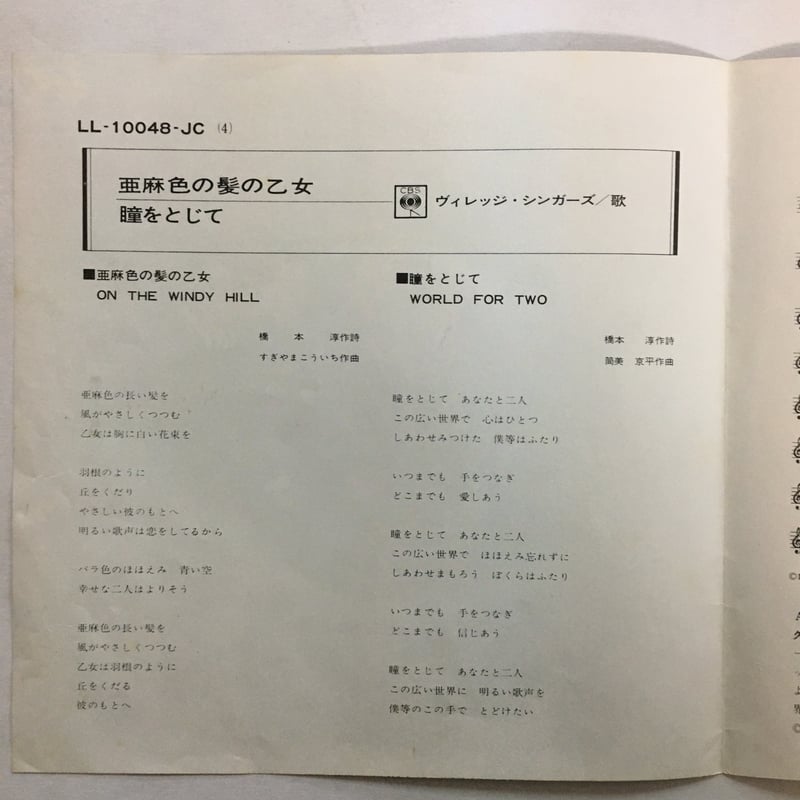 LL-10048-JC (4)
亜麻色の髪の乙女
瞳をとじて
CBS
ヴィレッジ・シンガーズ／歌
■亜麻色の髪の乙女
ON THE WINDY HILL
橋本 淳作詩
すぎやまこういち作曲
亜麻色の長い髪を
風がやさしくつつむ
乙女は胸に白い花束を
羽根のように
丘をくだり
やさしい彼のもとへ
明るい歌声は恋をしてるから
バラ色のほほえみ 青い空
幸せな二人はよりそう
亜麻色の長い髪を
風がやさしくつつむ
乙女は羽根のように
丘をくだる
彼のもとへ
■瞳をとじて
WORLD FOR TWO
橋本 淳作詩
筒美 京平作曲
瞳をとじて あなたと二人
この広い世界で 心はひとつ
しあわせみつけた 僕等はふたり
いつまでも 手をつなぎ
どこまでも 愛しあう
瞳をとじて あなたと二人
この広い世界で ほほえみ忘れずに
しあわせまもろう ぼくらはふたり
いつまでも 手をつなぎ
どこまでも 信じあう
瞳をとじて あなたと二人
この広い世界に 明るい歌声を
僕等のこの手で とどけたい